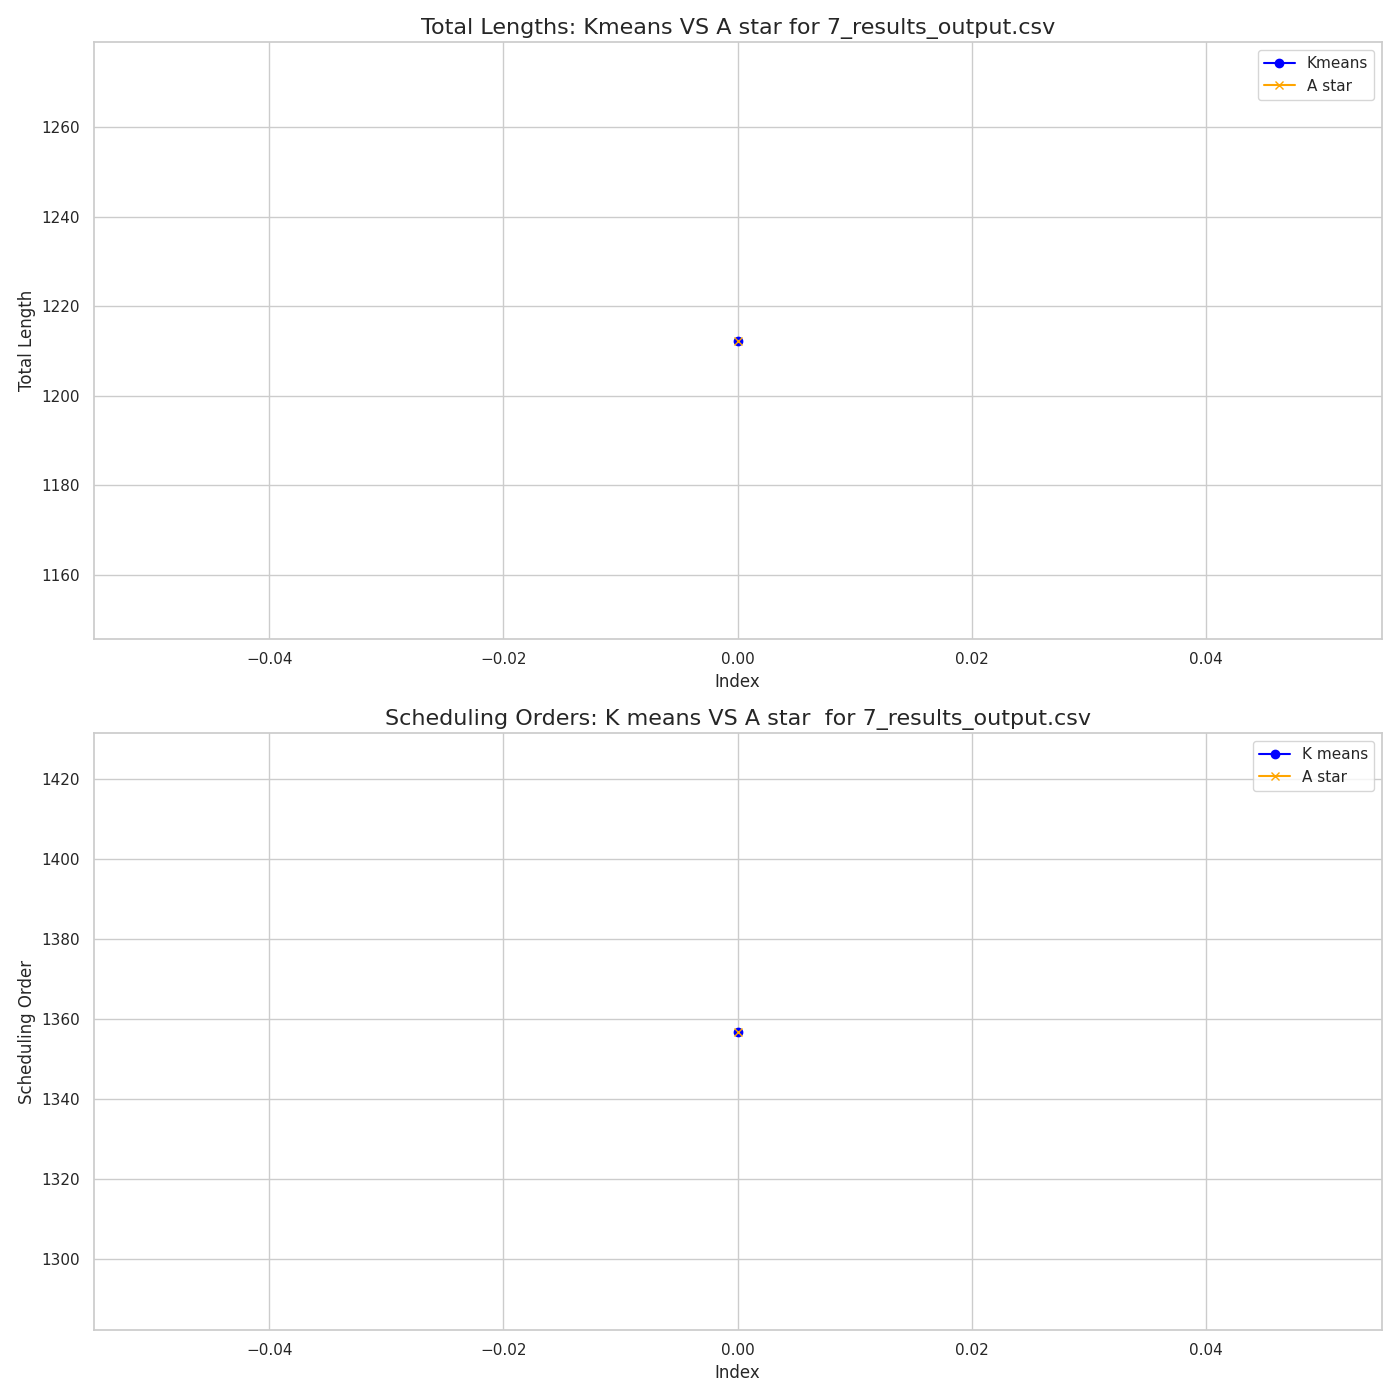 Total Lengths: Kmeans VS A star for 7_results_output.csv
Kmeans
A star
1260
1240
1220
1200
1180
1160
Total Length
−0.04
−0.02
0.00
0.02
0.04
Index
Scheduling Orders: K means VS A star  for 7_results_output.csv
K means
A star
1420
1400
1380
1360
1340
1320
1300
Scheduling Order
−0.04
−0.02
0.00
0.02
0.04
Index